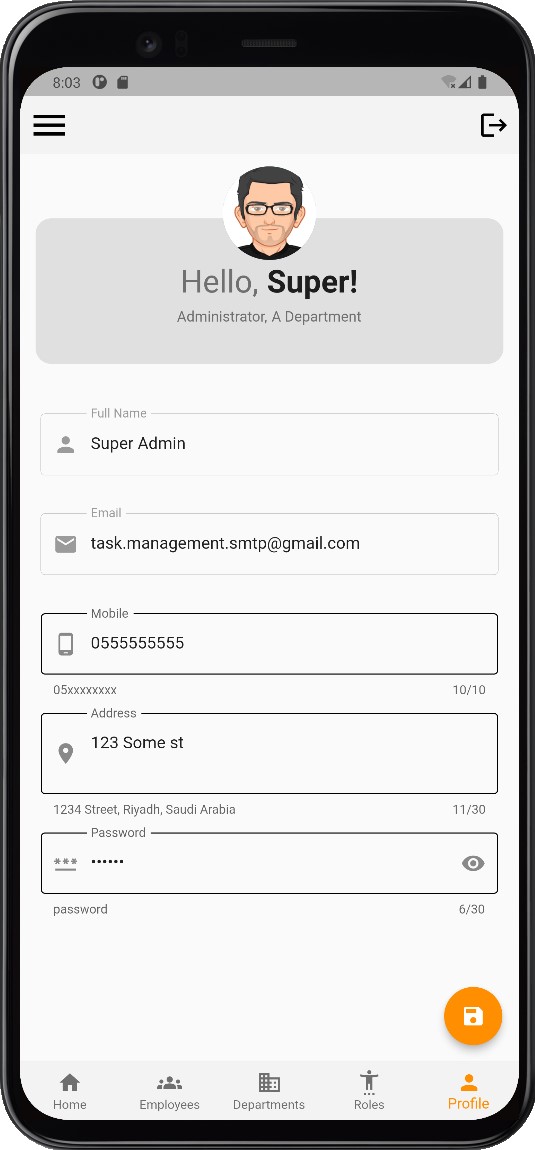 8:03
Hello, Super!
Administrator, A Department
Full Name
Super Admin
Email
task.management.smtp@gmail.com
Mobile
0555555555
05xxxxxxxx 10/10
Address
123 Some st
1234 Street, Riyadh, Saudi Arabia 11/30
Password
••••••
password 6/30
Home Employees Departments Roles Profile